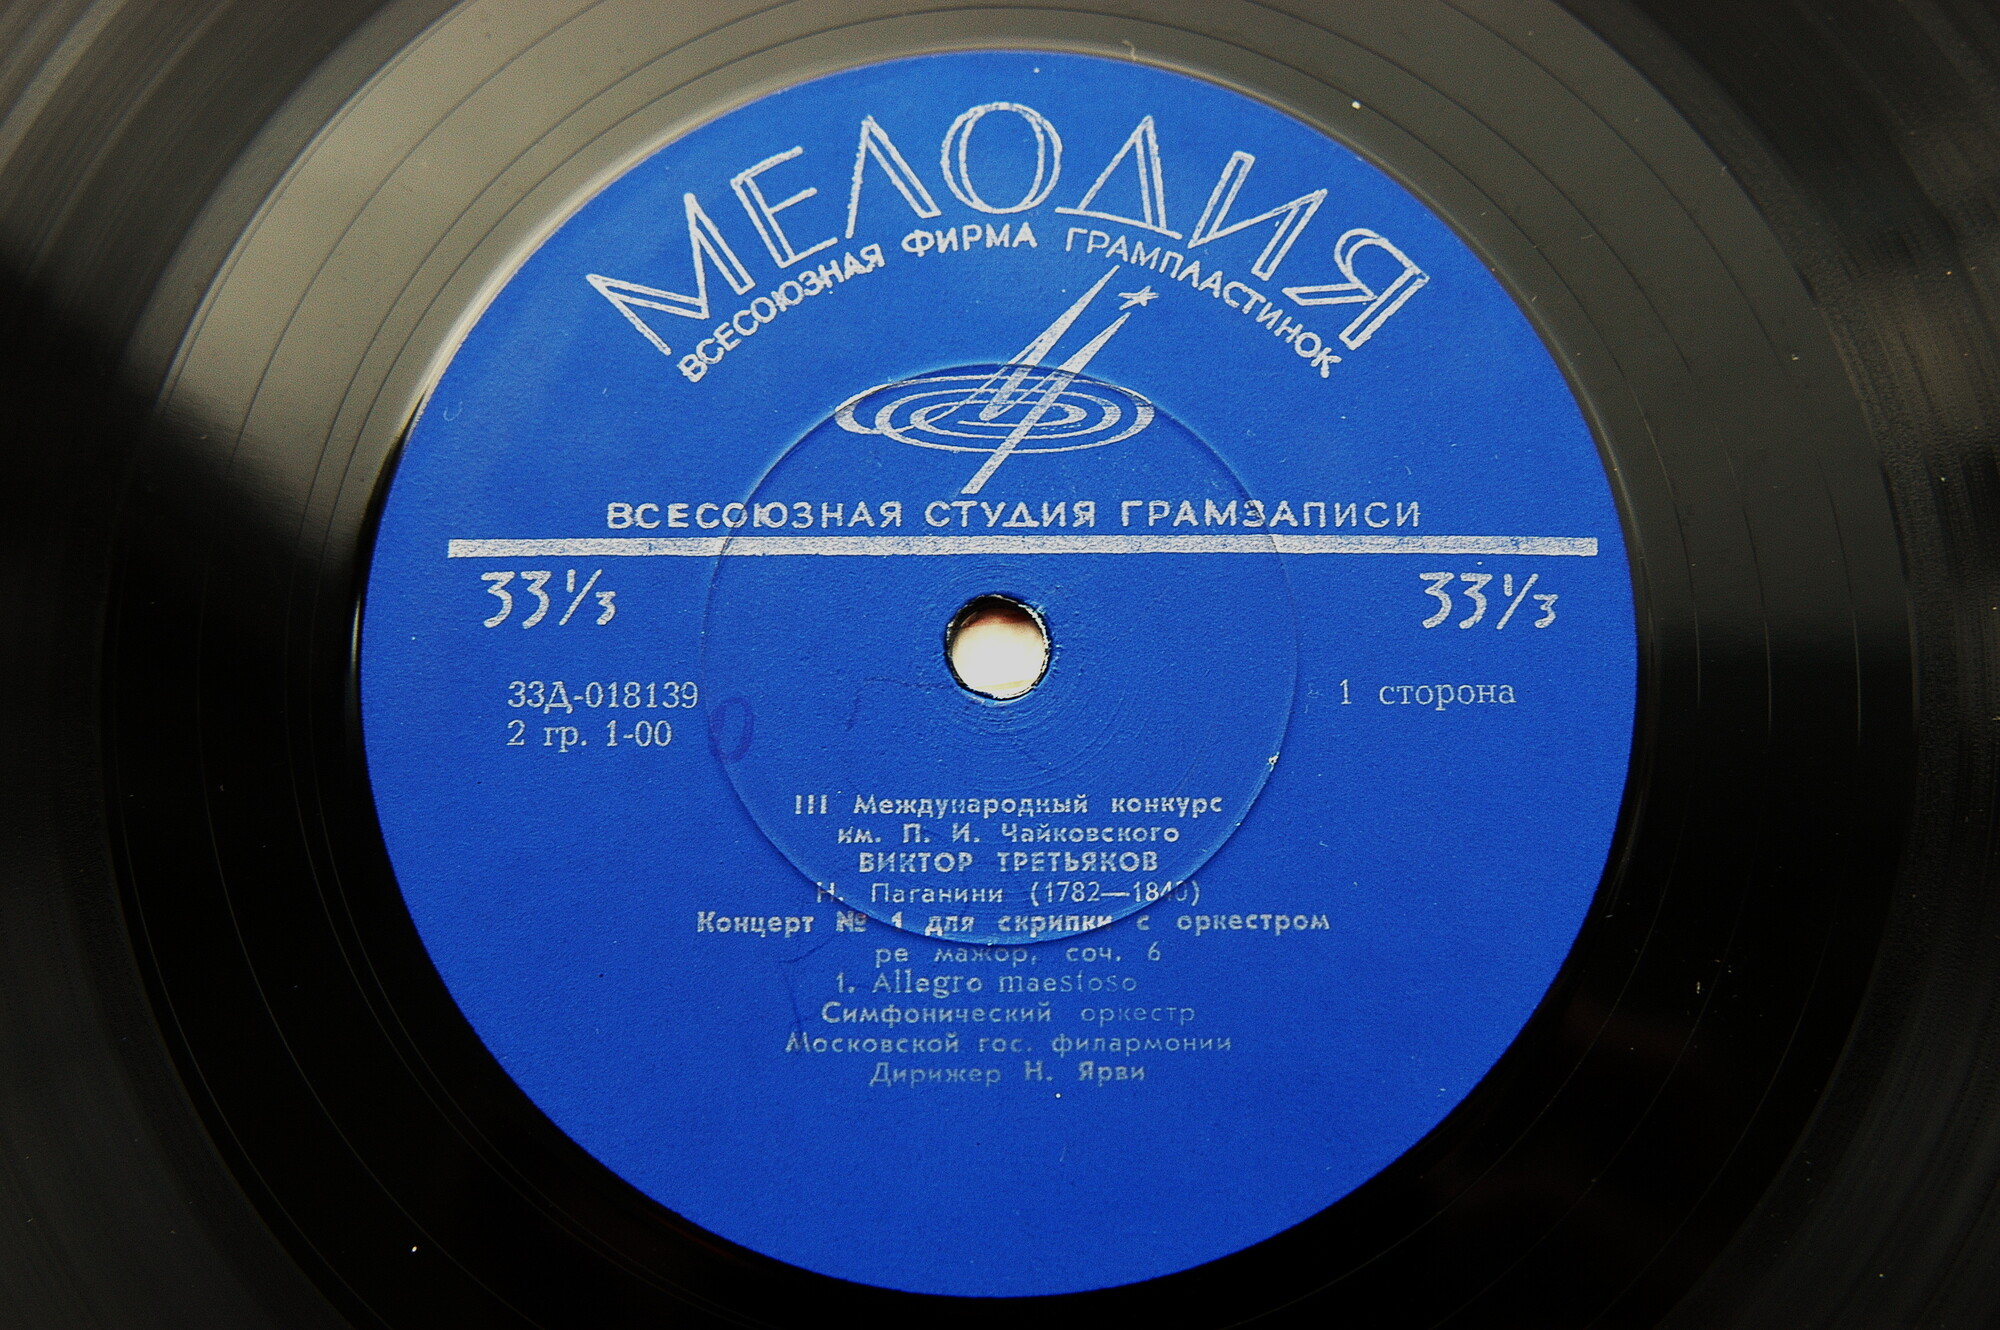 МЕЛОДИЯ
ВСЕСОЮЗНАЯ ФИРМА ГРАМПЛАСТИНОК
ВСЕСОЮЗНАЯ СТУДИЯ ГРАМЗАПИСИ
33⅓ 33⅓
33Д-018139 1 сторона
2 гр. 1-00
III Международный конкурс
им. П. И. Чайковского
ВИКТОР ТРЕТЬЯКОВ
Н. Паганини (1782—1840)
Концерт № 1 для скрипки с оркестром
ре мажор, соч. 6
1. Allegro maestoso
Симфонический оркестр
Московской гос. филармонии
Дирижер Н. Ярви